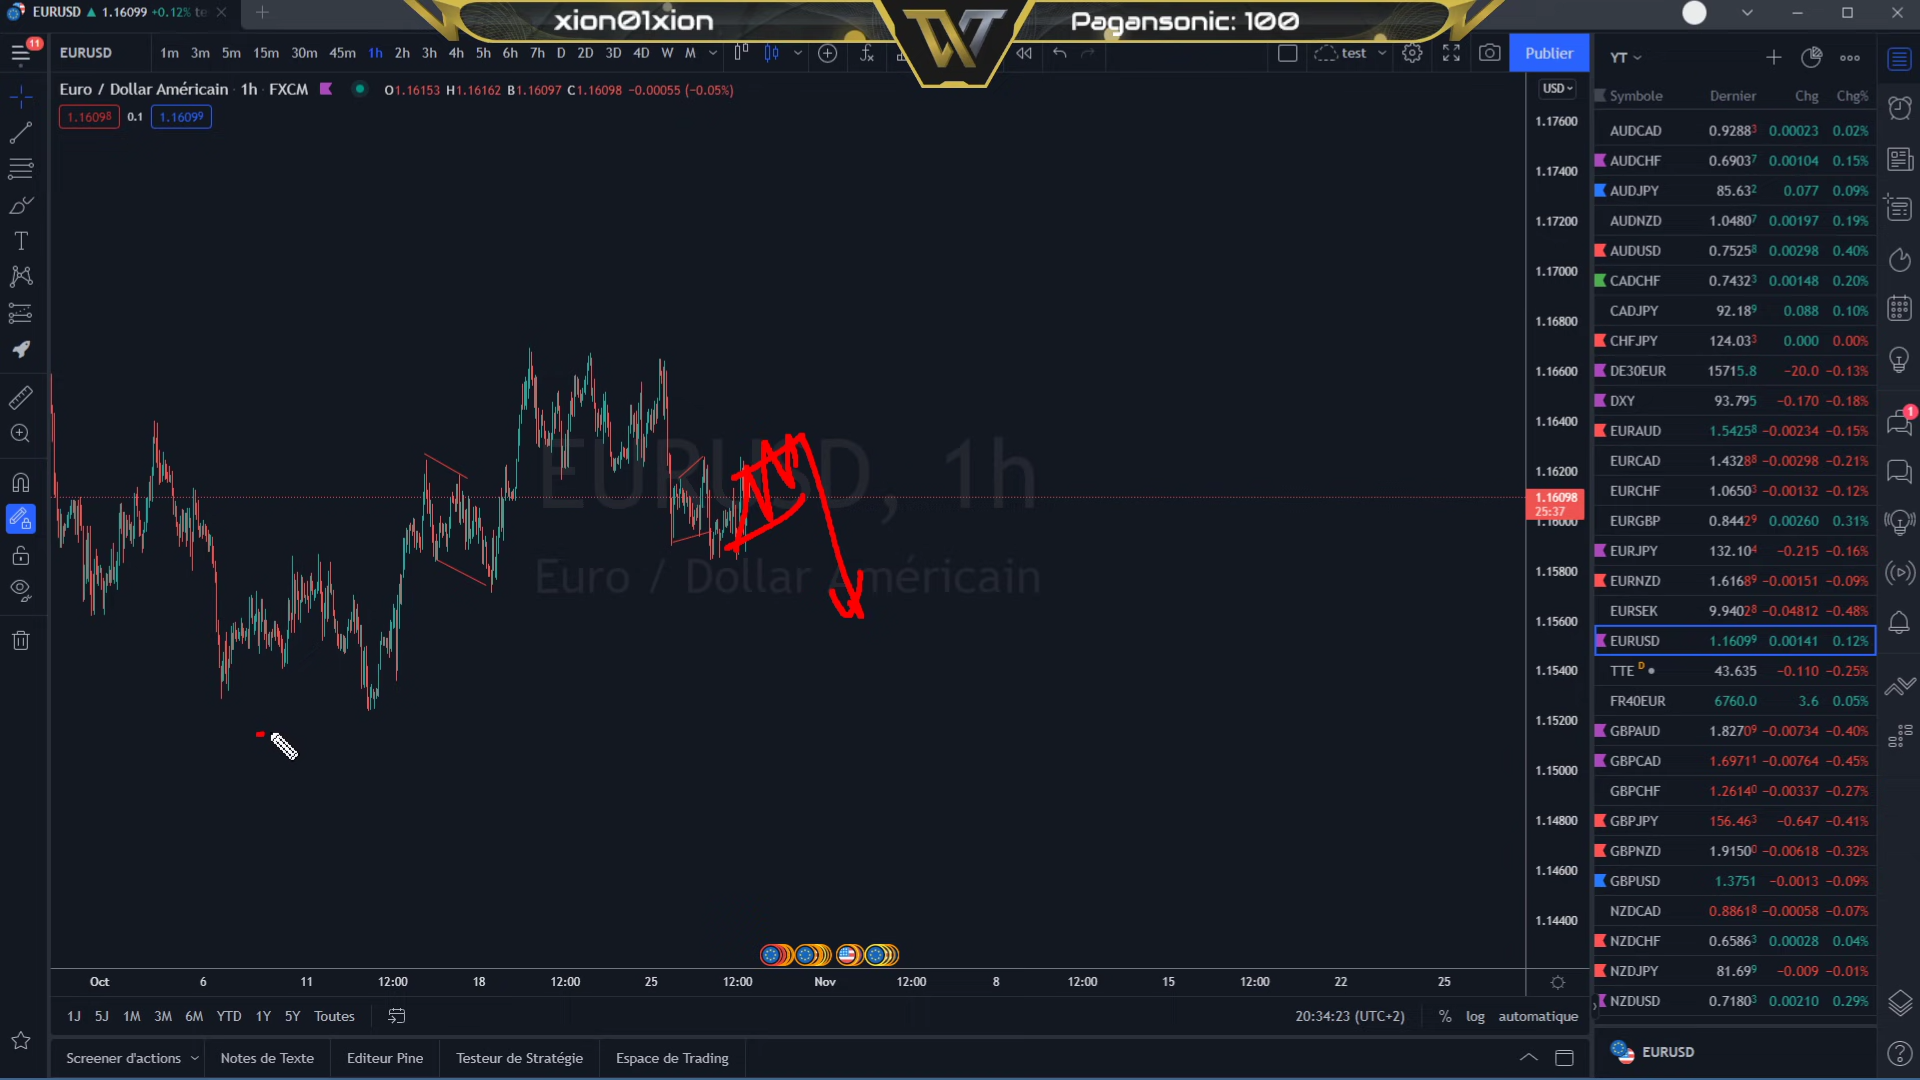 EURUSD ▲ 1.16099 +0.12% te
xion01xion
Pagansonic: 100
11
EURUSD
1m 3m 5m 15m 30m 45m 1h 2h 3h 4h 5h 6h 7h D 2D 3D 4D W M
test
Publier
YT
Euro / Dollar Américain · 1h · FXCM
O1.16153 H1.16162 B1.16097 C1.16098 −0.00055 (−0.05%)
1.16098 0.1 1.16099
USD
1.17600
1.17400
1.17200
1.17000
1.16800
1.16600
1.16400
1.16200
1.16098
25:37
1.16000
1.15800
1.15600
1.15400
1.15200
1.15000
1.14800
1.14600
1.14400
EURUSD, 1h
Euro / Dollar Américain
Symbole Dernier Chg Chg%
AUDCAD 0.92883 0.00023 0.02%
AUDCHF 0.69037 0.00104 0.15%
AUDJPY 85.632 0.077 0.09%
AUDNZD 1.04807 0.00197 0.19%
AUDUSD 0.75258 0.00298 0.40%
CADCHF 0.74323 0.00148 0.20%
CADJPY 92.189 0.088 0.10%
CHFJPY 124.033 0.000 0.00%
DE30EUR 15715.8 −20.0 −0.13%
DXY 93.795 −0.170 −0.18%
EURAUD 1.54258 −0.00234 −0.15%
EURCAD 1.43288 −0.00298 −0.21%
EURCHF 1.06503 −0.00132 −0.12%
EURGBP 0.84429 0.00260 0.31%
EURJPY 132.104 −0.215 −0.16%
EURNZD 1.61689 −0.00151 −0.09%
EURSEK 9.94028 −0.04812 −0.48%
EURUSD 1.16099 0.00141 0.12%
TTE D 43.635 −0.110 −0.25%
FR40EUR 6760.0 3.6 0.05%
GBPAUD 1.82709 −0.00734 −0.40%
GBPCAD 1.69711 −0.00764 −0.45%
GBPCHF 1.26140 −0.00337 −0.27%
GBPJPY 156.463 −0.647 −0.41%
GBPNZD 1.91500 −0.00618 −0.32%
GBPUSD 1.3751 −0.0013 −0.09%
NZDCAD 0.88618 −0.00058 −0.07%
NZDCHF 0.65863 0.00028 0.04%
NZDJPY 81.699 −0.009 −0.01%
NZDUSD 0.71803 0.00210 0.29%
1
Oct 6 11 12:00 18 12:00 25 12:00 Nov 12:00 8 12:00 15 12:00 22 25
1J 5J 1M 3M 6M YTD 1Y 5Y Toutes
20:34:23 (UTC+2) % log automatique
Screener d'actions Notes de Texte Editeur Pine Testeur de Stratégie Espace de Trading
EURUSD